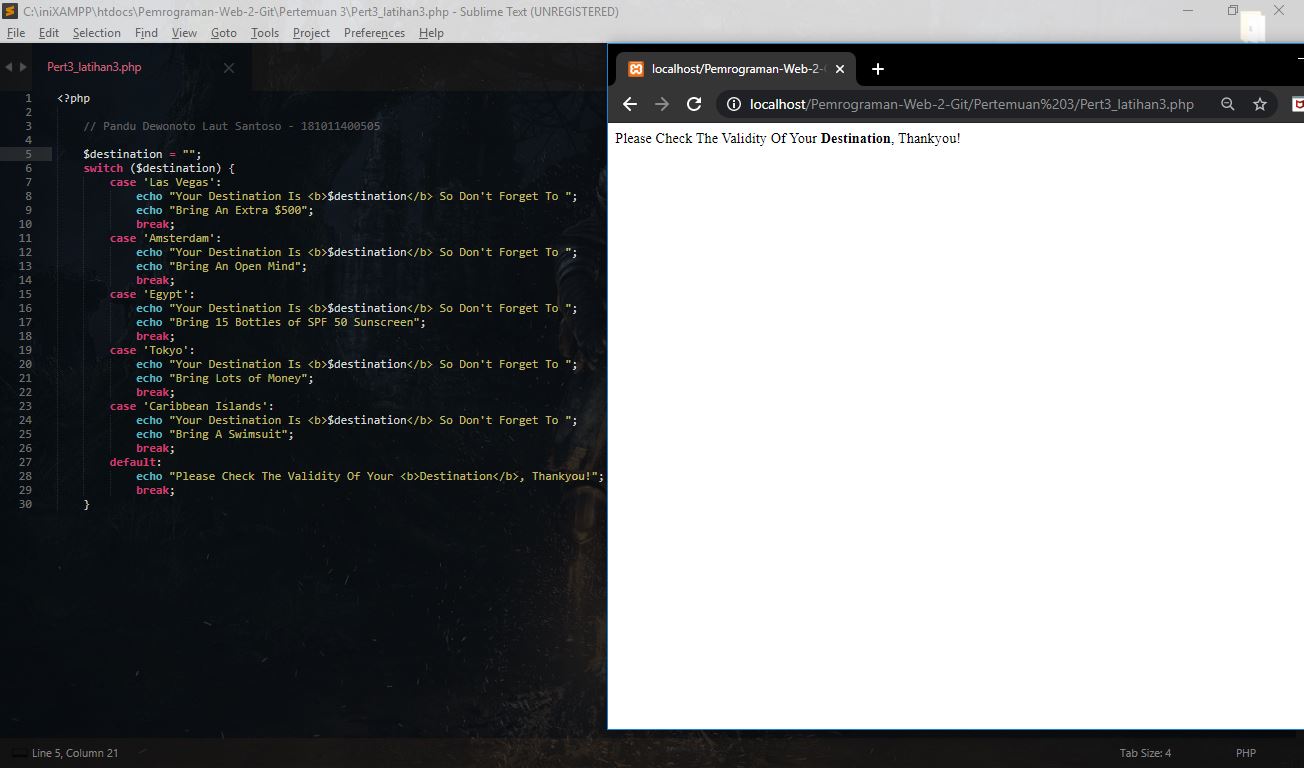 C:\iniXAMPP\htdocs\Pemrograman-Web-2-Git\Pertemuan 3\Pert3_latihan3.php - Sublime Text (UNREGISTERED)
File Edit Selection Find View Goto Tools Project Preferences Help
Pert3_latihan3.php
1 <?php
2
3 // Pandu Dewonoto Laut Santoso - 181011400505
4
5 $destination = "";
6 switch ($destination) {
7 case 'Las Vegas':
8 echo "Your Destination Is <b>$destination</b> So Don't Forget To ";
9 echo "Bring An Extra $500";
10 break;
11 case 'Amsterdam':
12 echo "Your Destination Is <b>$destination</b> So Don't Forget To ";
13 echo "Bring An Open Mind";
14 break;
15 case 'Egypt':
16 echo "Your Destination Is <b>$destination</b> So Don't Forget To ";
17 echo "Bring 15 Bottles of SPF 50 Sunscreen";
18 break;
19 case 'Tokyo':
20 echo "Your Destination Is <b>$destination</b> So Don't Forget To ";
21 echo "Bring Lots of Money";
22 break;
23 case 'Caribbean Islands':
24 echo "Your Destination Is <b>$destination</b> So Don't Forget To ";
25 echo "Bring A Swimsuit";
26 break;
27 default:
28 echo "Please Check The Validity Of Your <b>Destination</b>, Thankyou!";
29 break;
30 }
localhost/Pemrograman-Web-2-
localhost/Pemrograman-Web-2-Git/Pertemuan%203/Pert3_latihan3.php
Please Check The Validity Of Your Destination, Thankyou!
Line 5, Column 21
Tab Size: 4
PHP